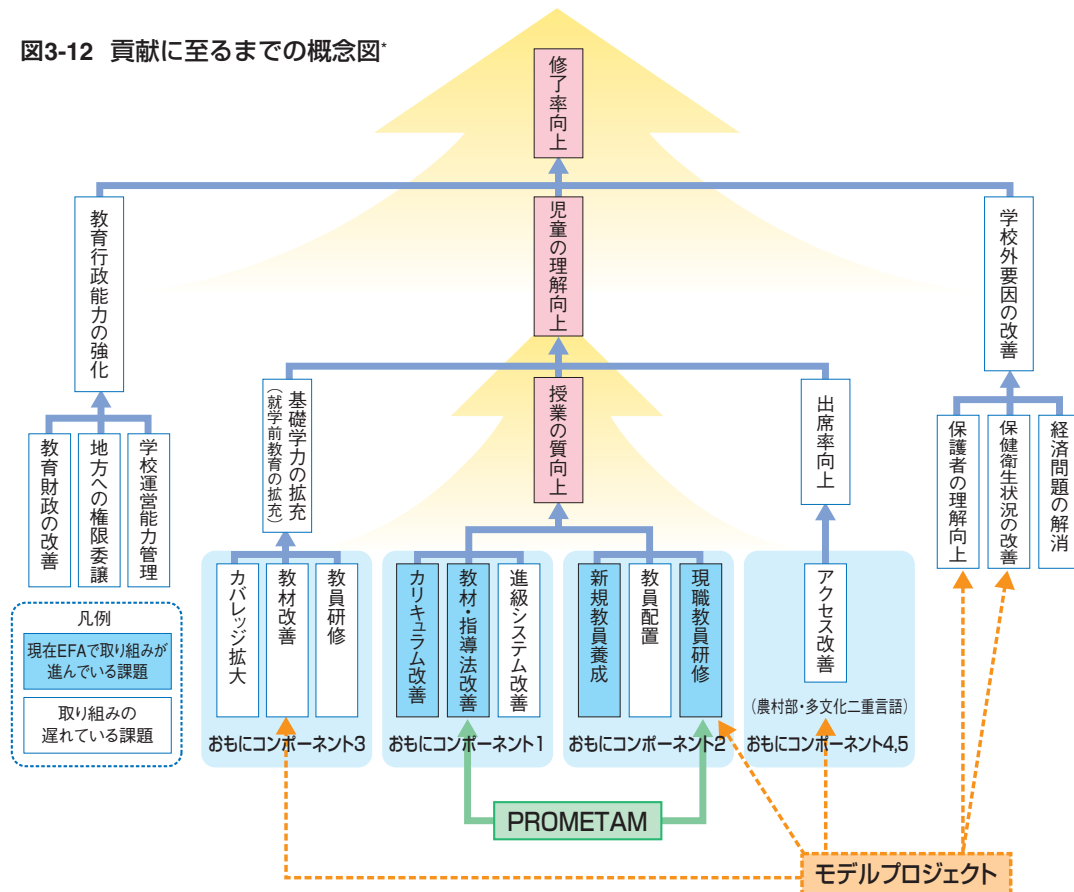 図3-12 貢献に至るまでの概念図*
修了率向上
教育行政能力の強化
児童の理解向上
学校外要因の改善
基礎学力の拡充
(就学前教育の拡充)
授業の質向上
出席率向上
教育財政の改善
地方への権限委譲
学校運営能力管理
保護者の理解向上
保健衛生状況の改善
経済問題の解消
カバレッジ拡大
教材改善
教員研修
カリキュラム改善
教材・指導法改善
進級システム改善
新規教員養成
教員配置
現職教員研修
アクセス改善
(農村部・多文化二重言語)
おもにコンポーネント3
おもにコンポーネント1
おもにコンポーネント2
おもにコンポーネント4,5
凡例
現在EFAで取り組みが
進んでいる課題
取り組みの
遅れている課題
PROMETAM
モデルプロジェクト